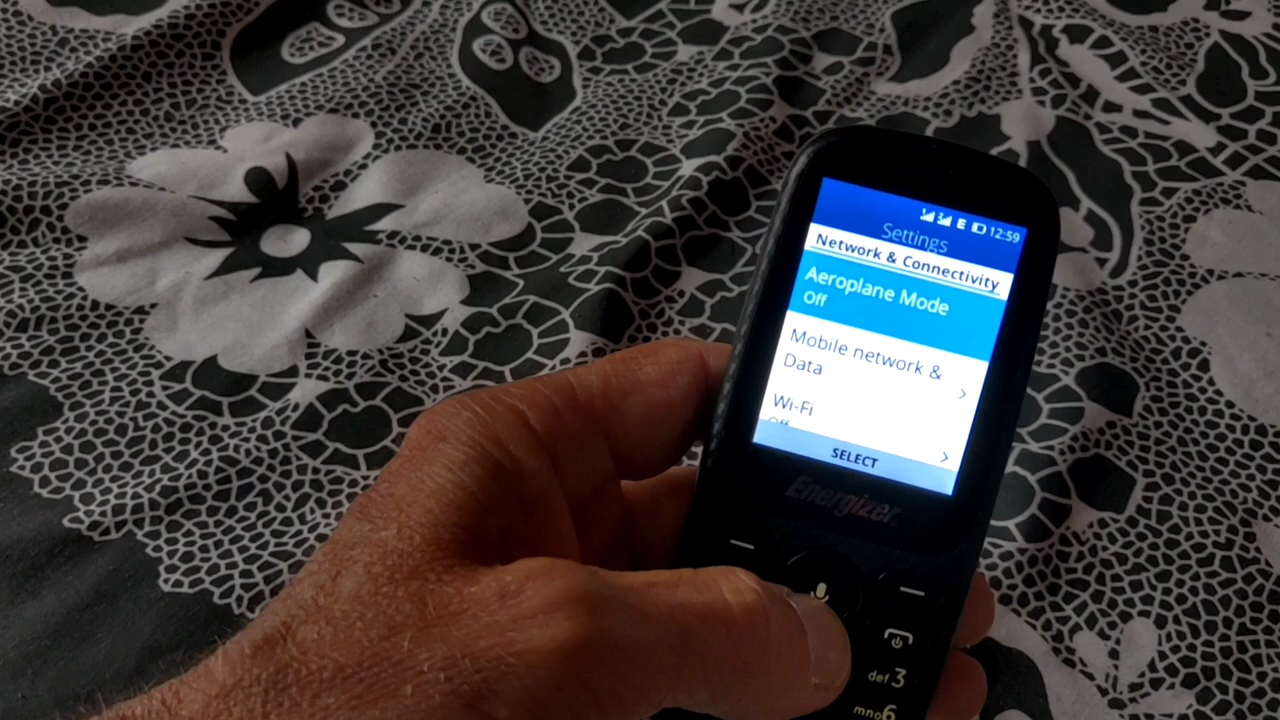 E 12:59
Settings
Network & Connectivity
Aeroplane Mode
Off
Mobile network &
Data
Wi-Fi
Off
SELECT
Energizer.
def 3
mno 6